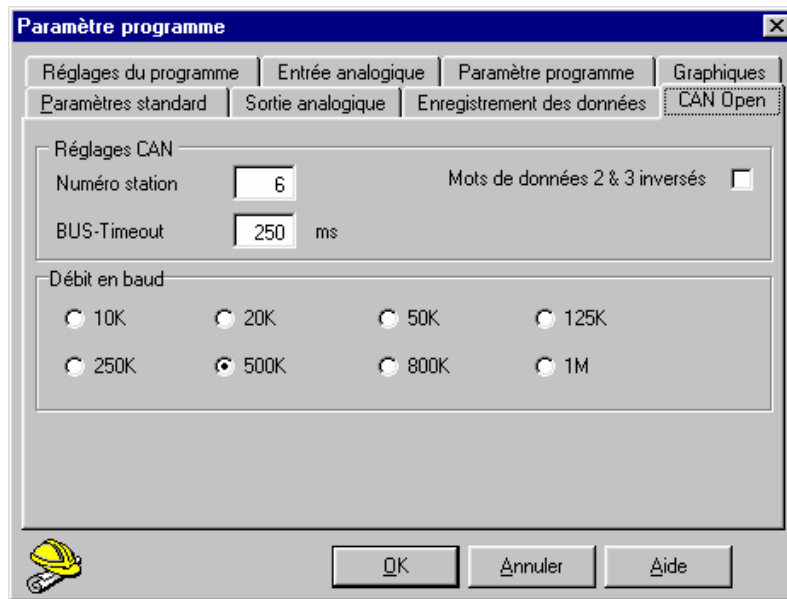 Paramètre programme
Réglages du programme Entrée analogique Paramètre programme Graphiques
Paramètres standard Sortie analogique Enregistrement des données CAN Open
Réglages CAN
Numéro station 6 Mots de données 2 & 3 inversés
BUS-Timeout 250 ms
Débit en baud
10K 20K 50K 125K
250K 500K 800K 1M
OK Annuler Aide